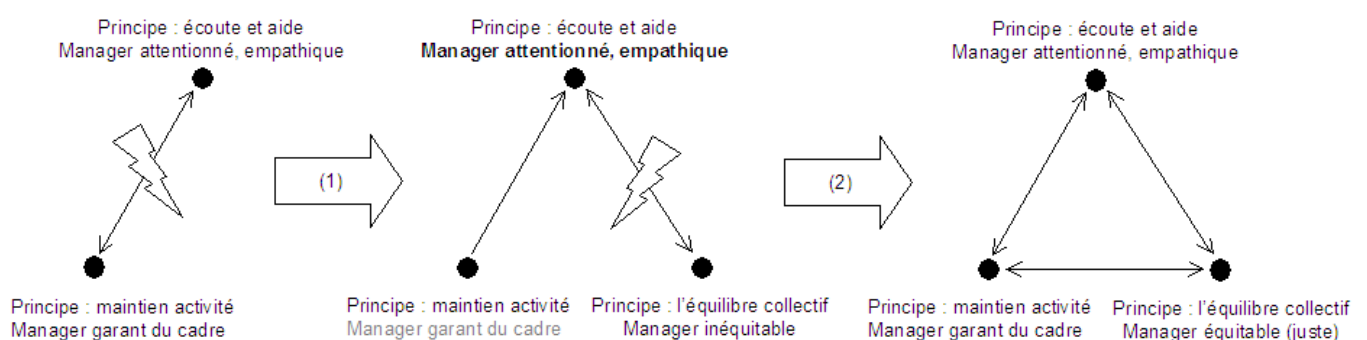 Principe : écoute et aide
Manager attentionné, empathique
Principe : maintien activité
Manager garant du cadre
(1)
Principe : écoute et aide
Manager attentionné, empathique
Principe : maintien activité
Manager garant du cadre
Principe : l'équilibre collectif
Manager inéquitable
(2)
Principe : écoute et aide
Manager attentionné, empathique
Principe : maintien activité
Manager garant du cadre
Principe : l'équilibre collectif
Manager équitable (juste)